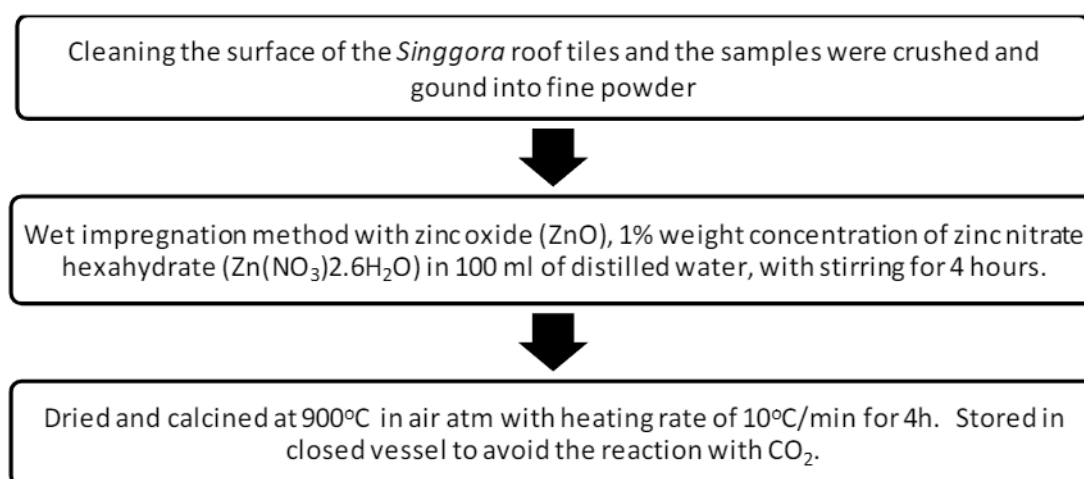 Cleaning the surface of the Singgora roof tiles and the samples were crushed and
gound into fine powder
Wet impregnation method with zinc oxide (ZnO), 1% weight concentration of zinc nitrate
hexahydrate (Zn(NO₃)2.6H₂O) in 100 ml of distilled water, with stirring for 4 hours.
Dried and calcined at 900°C in air atm with heating rate of 10°C/min for 4h. Stored in
closed vessel to avoid the reaction with CO₂.